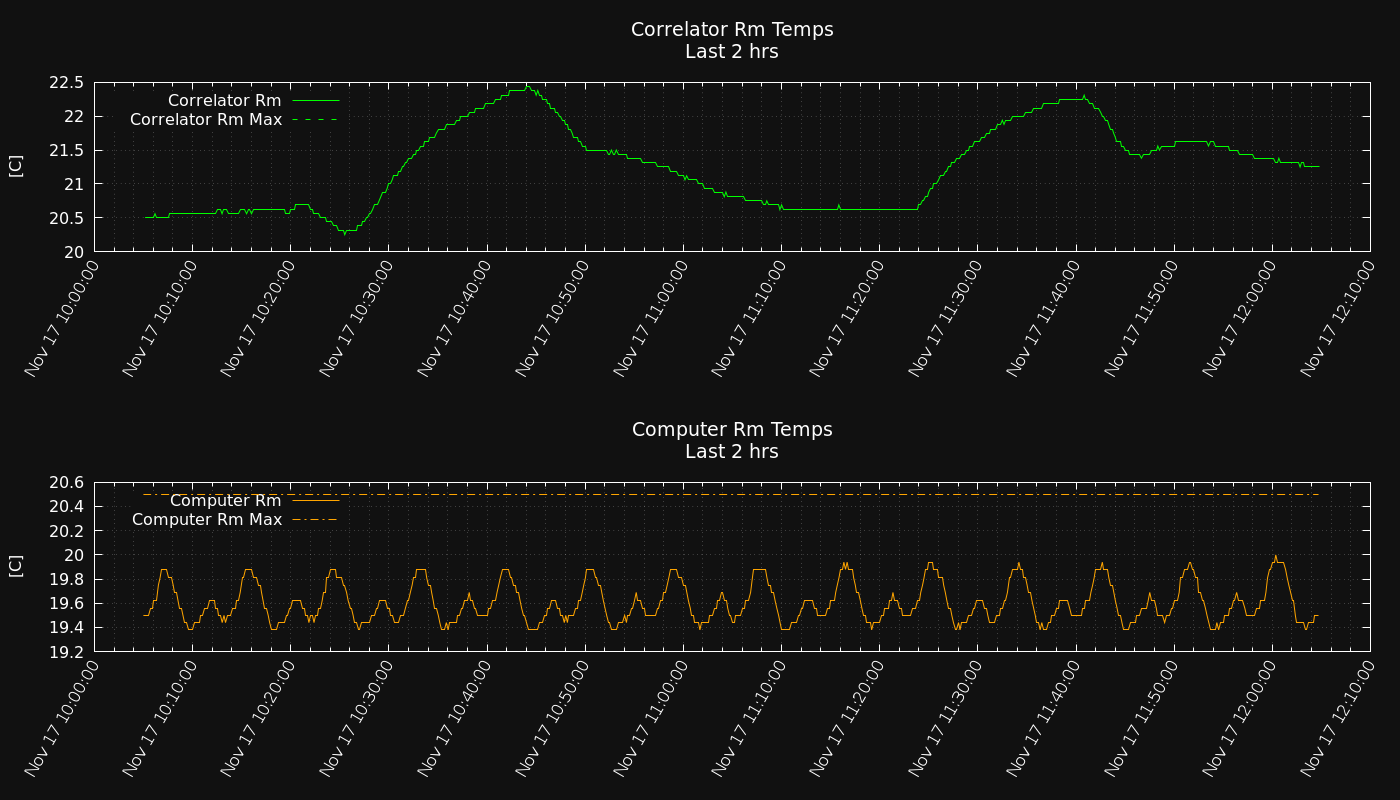 Correlator Rm Temps
Last 2 hrs
22.5
22
21.5
21
20.5
20
[C]
Correlator Rm
Correlator Rm Max
Nov 17 10:00:00
Nov 17 10:10:00
Nov 17 10:20:00
Nov 17 10:30:00
Nov 17 10:40:00
Nov 17 10:50:00
Nov 17 11:00:00
Nov 17 11:10:00
Nov 17 11:20:00
Nov 17 11:30:00
Nov 17 11:40:00
Nov 17 11:50:00
Nov 17 12:00:00
Nov 17 12:10:00
Computer Rm Temps
Last 2 hrs
20.6
20.4
20.2
20
19.8
19.6
19.4
19.2
[C]
Computer Rm
Computer Rm Max
Nov 17 10:00:00
Nov 17 10:10:00
Nov 17 10:20:00
Nov 17 10:30:00
Nov 17 10:40:00
Nov 17 10:50:00
Nov 17 11:00:00
Nov 17 11:10:00
Nov 17 11:20:00
Nov 17 11:30:00
Nov 17 11:40:00
Nov 17 11:50:00
Nov 17 12:00:00
Nov 17 12:10:00